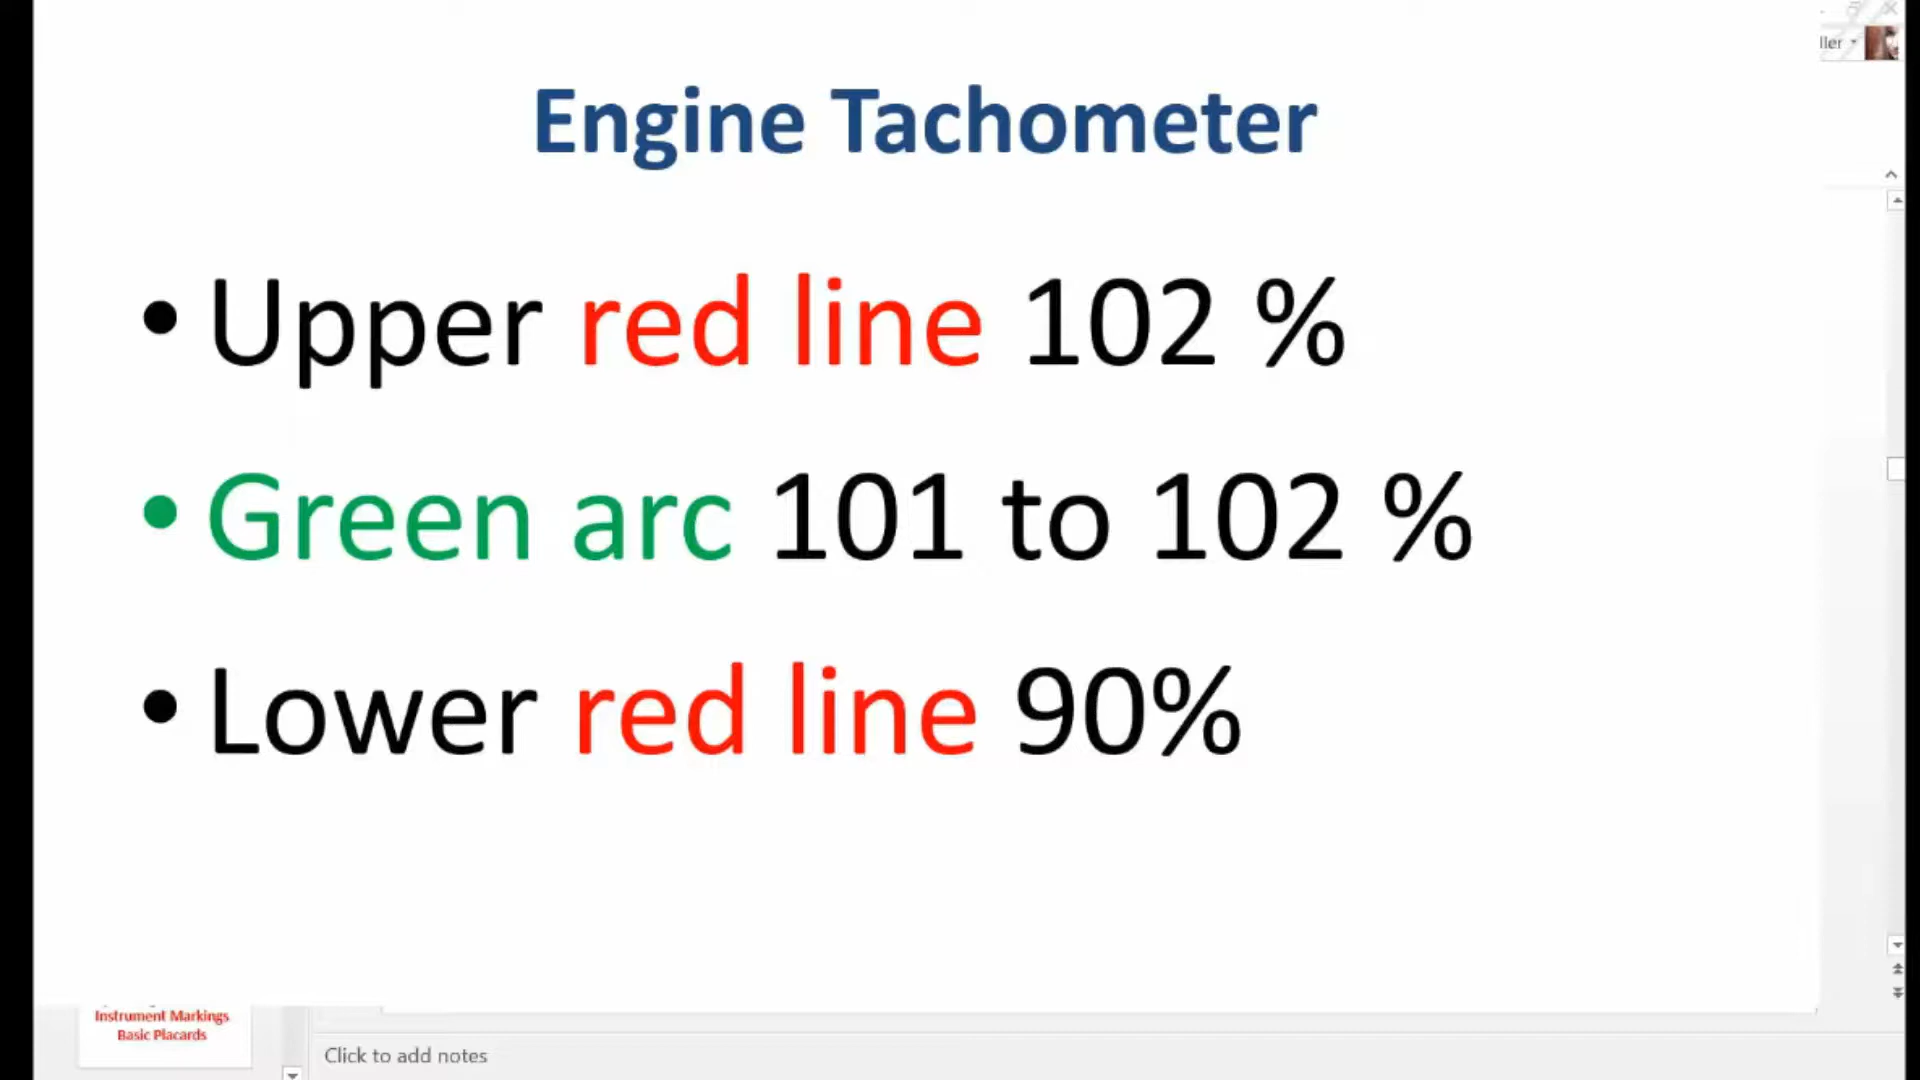 ller
Engine Tachometer
• Upper red line 102 %
• Green arc 101 to 102 %
• Lower red line 90%
Instrument Markings
Basic Placards
Click to add notes